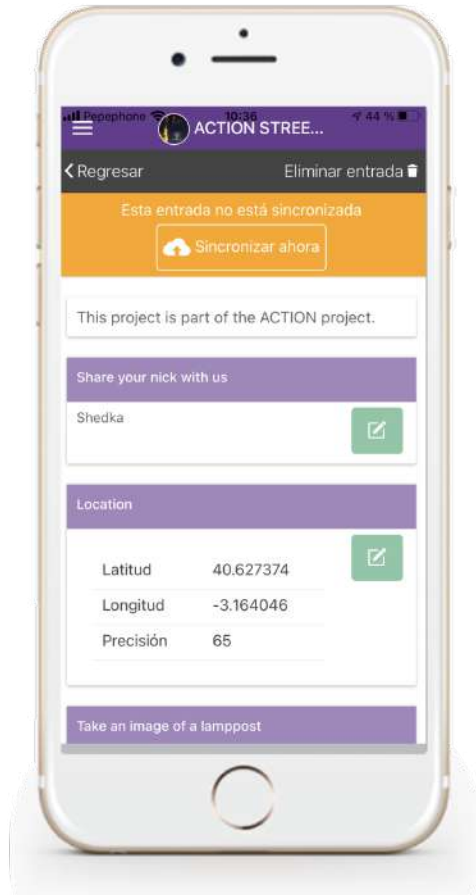 Pepephone 10:36 44 %
ACTION STREE...
Regresar Eliminar entrada
Esta entrada no está sincronizada
Sincronizar ahora
This project is part of the ACTION project.
Share your nick with us
Shedka
Location
Latitud 40.627374
Longitud -3.164046
Precisión 65
Take an image of a lamppost